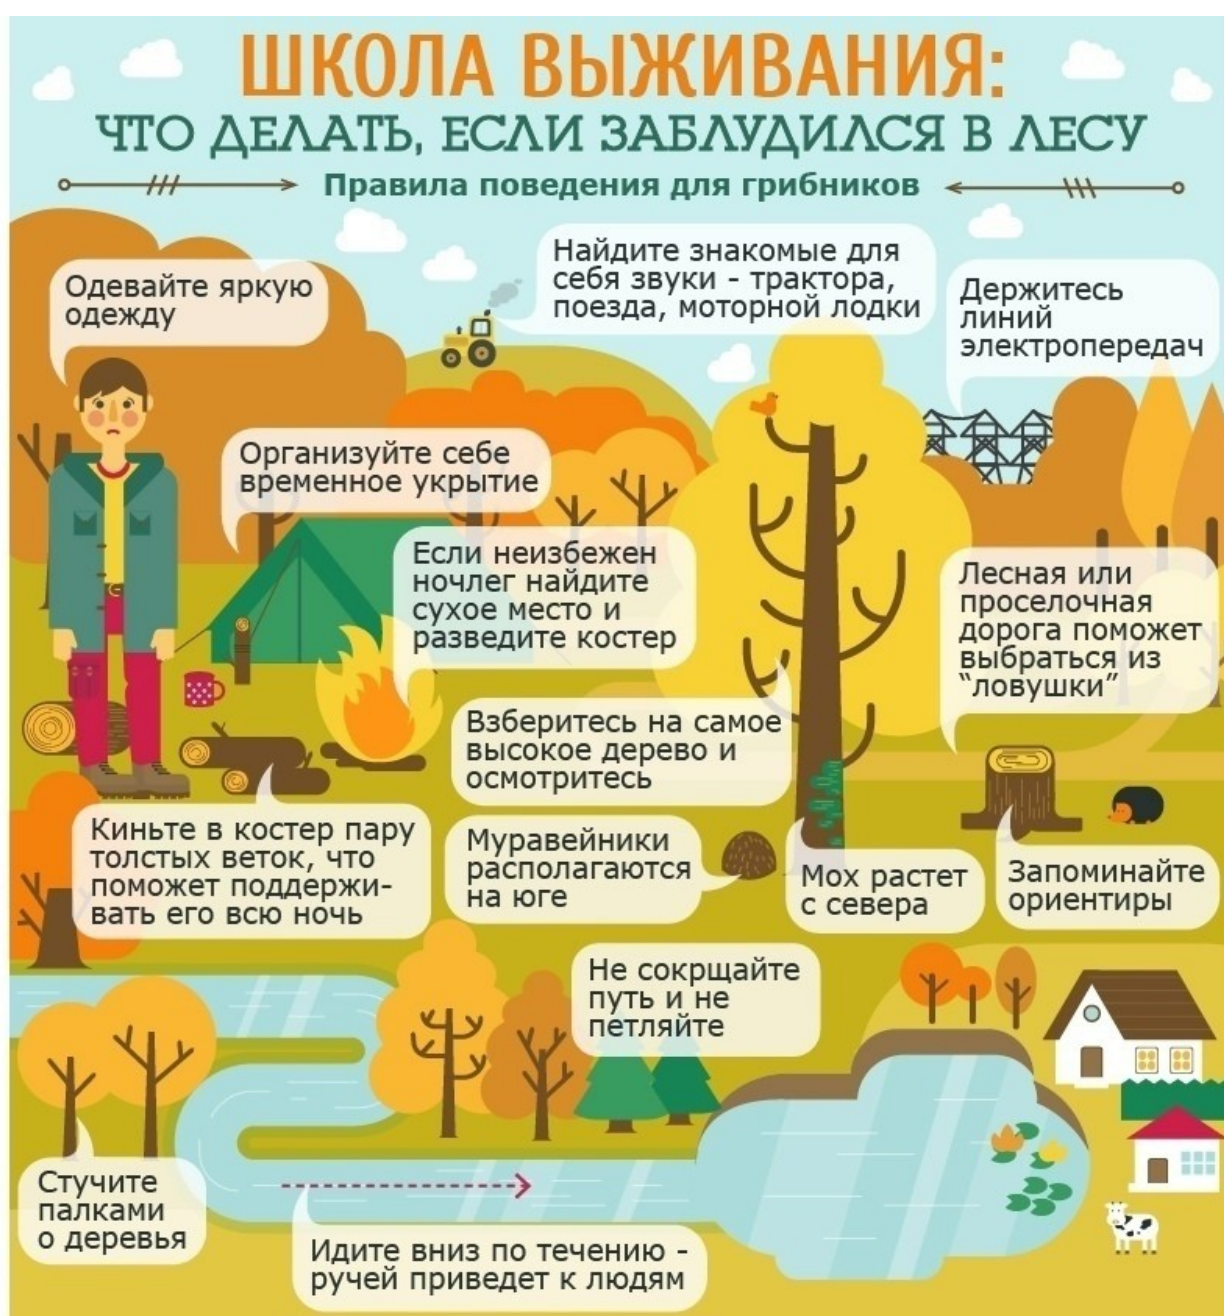 ШКОЛА ВЫЖИВАНИЯ:
ЧТО ДЕЛАТЬ, ЕСЛИ ЗАБЛУДИЛСЯ В ЛЕСУ
Правила поведения для грибников
Одевайте яркую
одежду
Найдите знакомые для
себя звуки - трактора,
поезда, моторной лодки
Держитесь
линий
электропередач
Организуйте себе
временное укрытие
Если неизбежен
ночлег найдите
сухое место и
разведите костер
Лесная или
проселочная
дорога поможет
выбраться из
“ловушки”
Взберитесь на самое
высокое дерево и
осмотритесь
Киньте в костер пару
толстых веток, что
поможет поддержи-
вать его всю ночь
Муравейники
располагаются
на юге
Мох растет
с севера
Запоминайте
ориентиры
Не сокрщайте
путь и не
петляйте
Стучите
палками
о деревья
Идите вниз по течению -
ручей приведет к людям